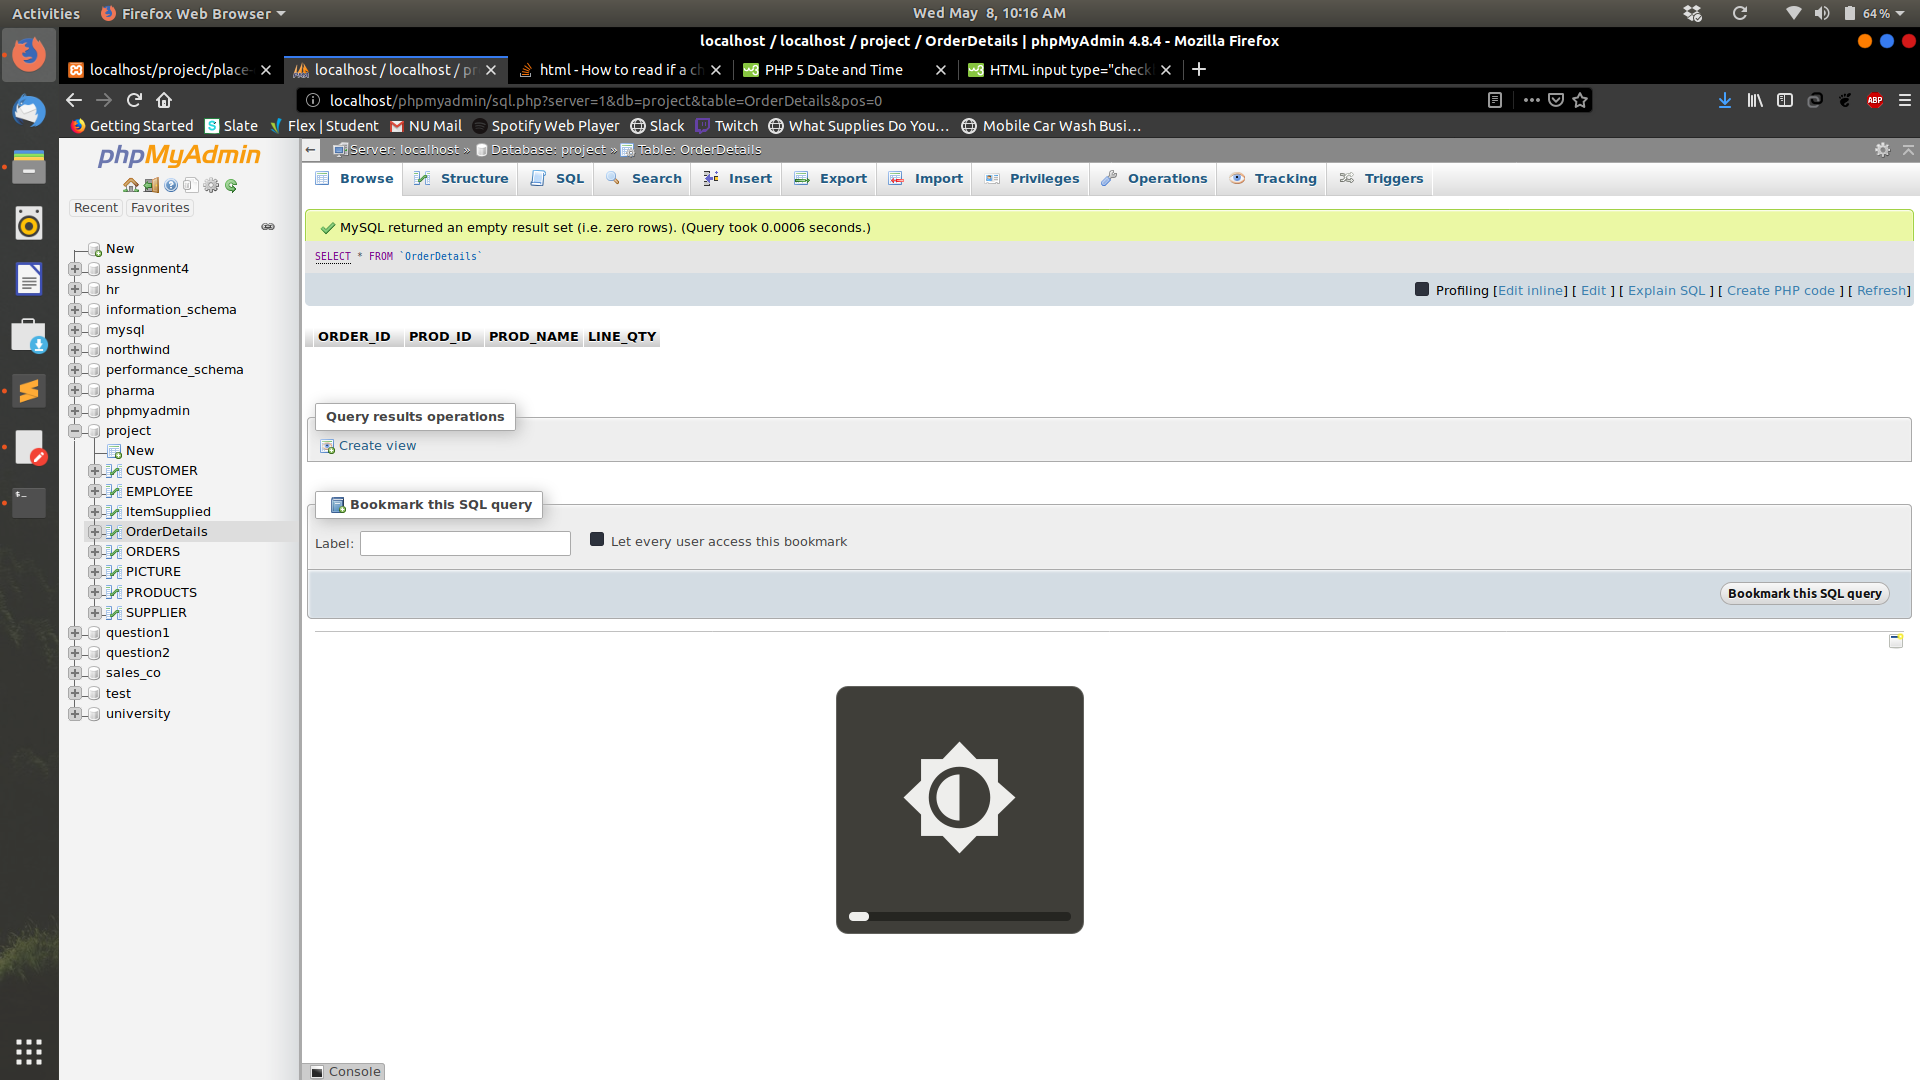 Activities Firefox Web Browser Wed May 8, 10:16 AM 64 %
localhost / localhost / project / OrderDetails | phpMyAdmin 4.8.4 - Mozilla Firefox
localhost/project/place- localhost / localhost / pr html - How to read if a ch PHP 5 Date and Time HTML input type="check
localhost/phpmyadmin/sql.php?server=1&db=project&table=OrderDetails&pos=0 ABP
Getting Started Slate Flex | Student NU Mail Spotify Web Player Slack Twitch What Supplies Do You… Mobile Car Wash Busi…
phpMyAdmin
Recent Favorites
New
assignment4
hr
information_schema
mysql
northwind
performance_schema
pharma
phpmyadmin
project
New
CUSTOMER
EMPLOYEE
ItemSupplied
OrderDetails
ORDERS
PICTURE
PRODUCTS
SUPPLIER
question1
question2
sales_co
test
university
Server: localhost » Database: project » Table: OrderDetails
Browse Structure SQL Search Insert Export Import Privileges Operations Tracking Triggers
MySQL returned an empty result set (i.e. zero rows). (Query took 0.0006 seconds.)
SELECT * FROM `OrderDetails`
Profiling [Edit inline] [ Edit ] [ Explain SQL ] [ Create PHP code ] [ Refresh]
ORDER_ID PROD_ID PROD_NAME LINE_QTY
Query results operations
Create view
Bookmark this SQL query
Label: Let every user access this bookmark
Bookmark this SQL query
Console